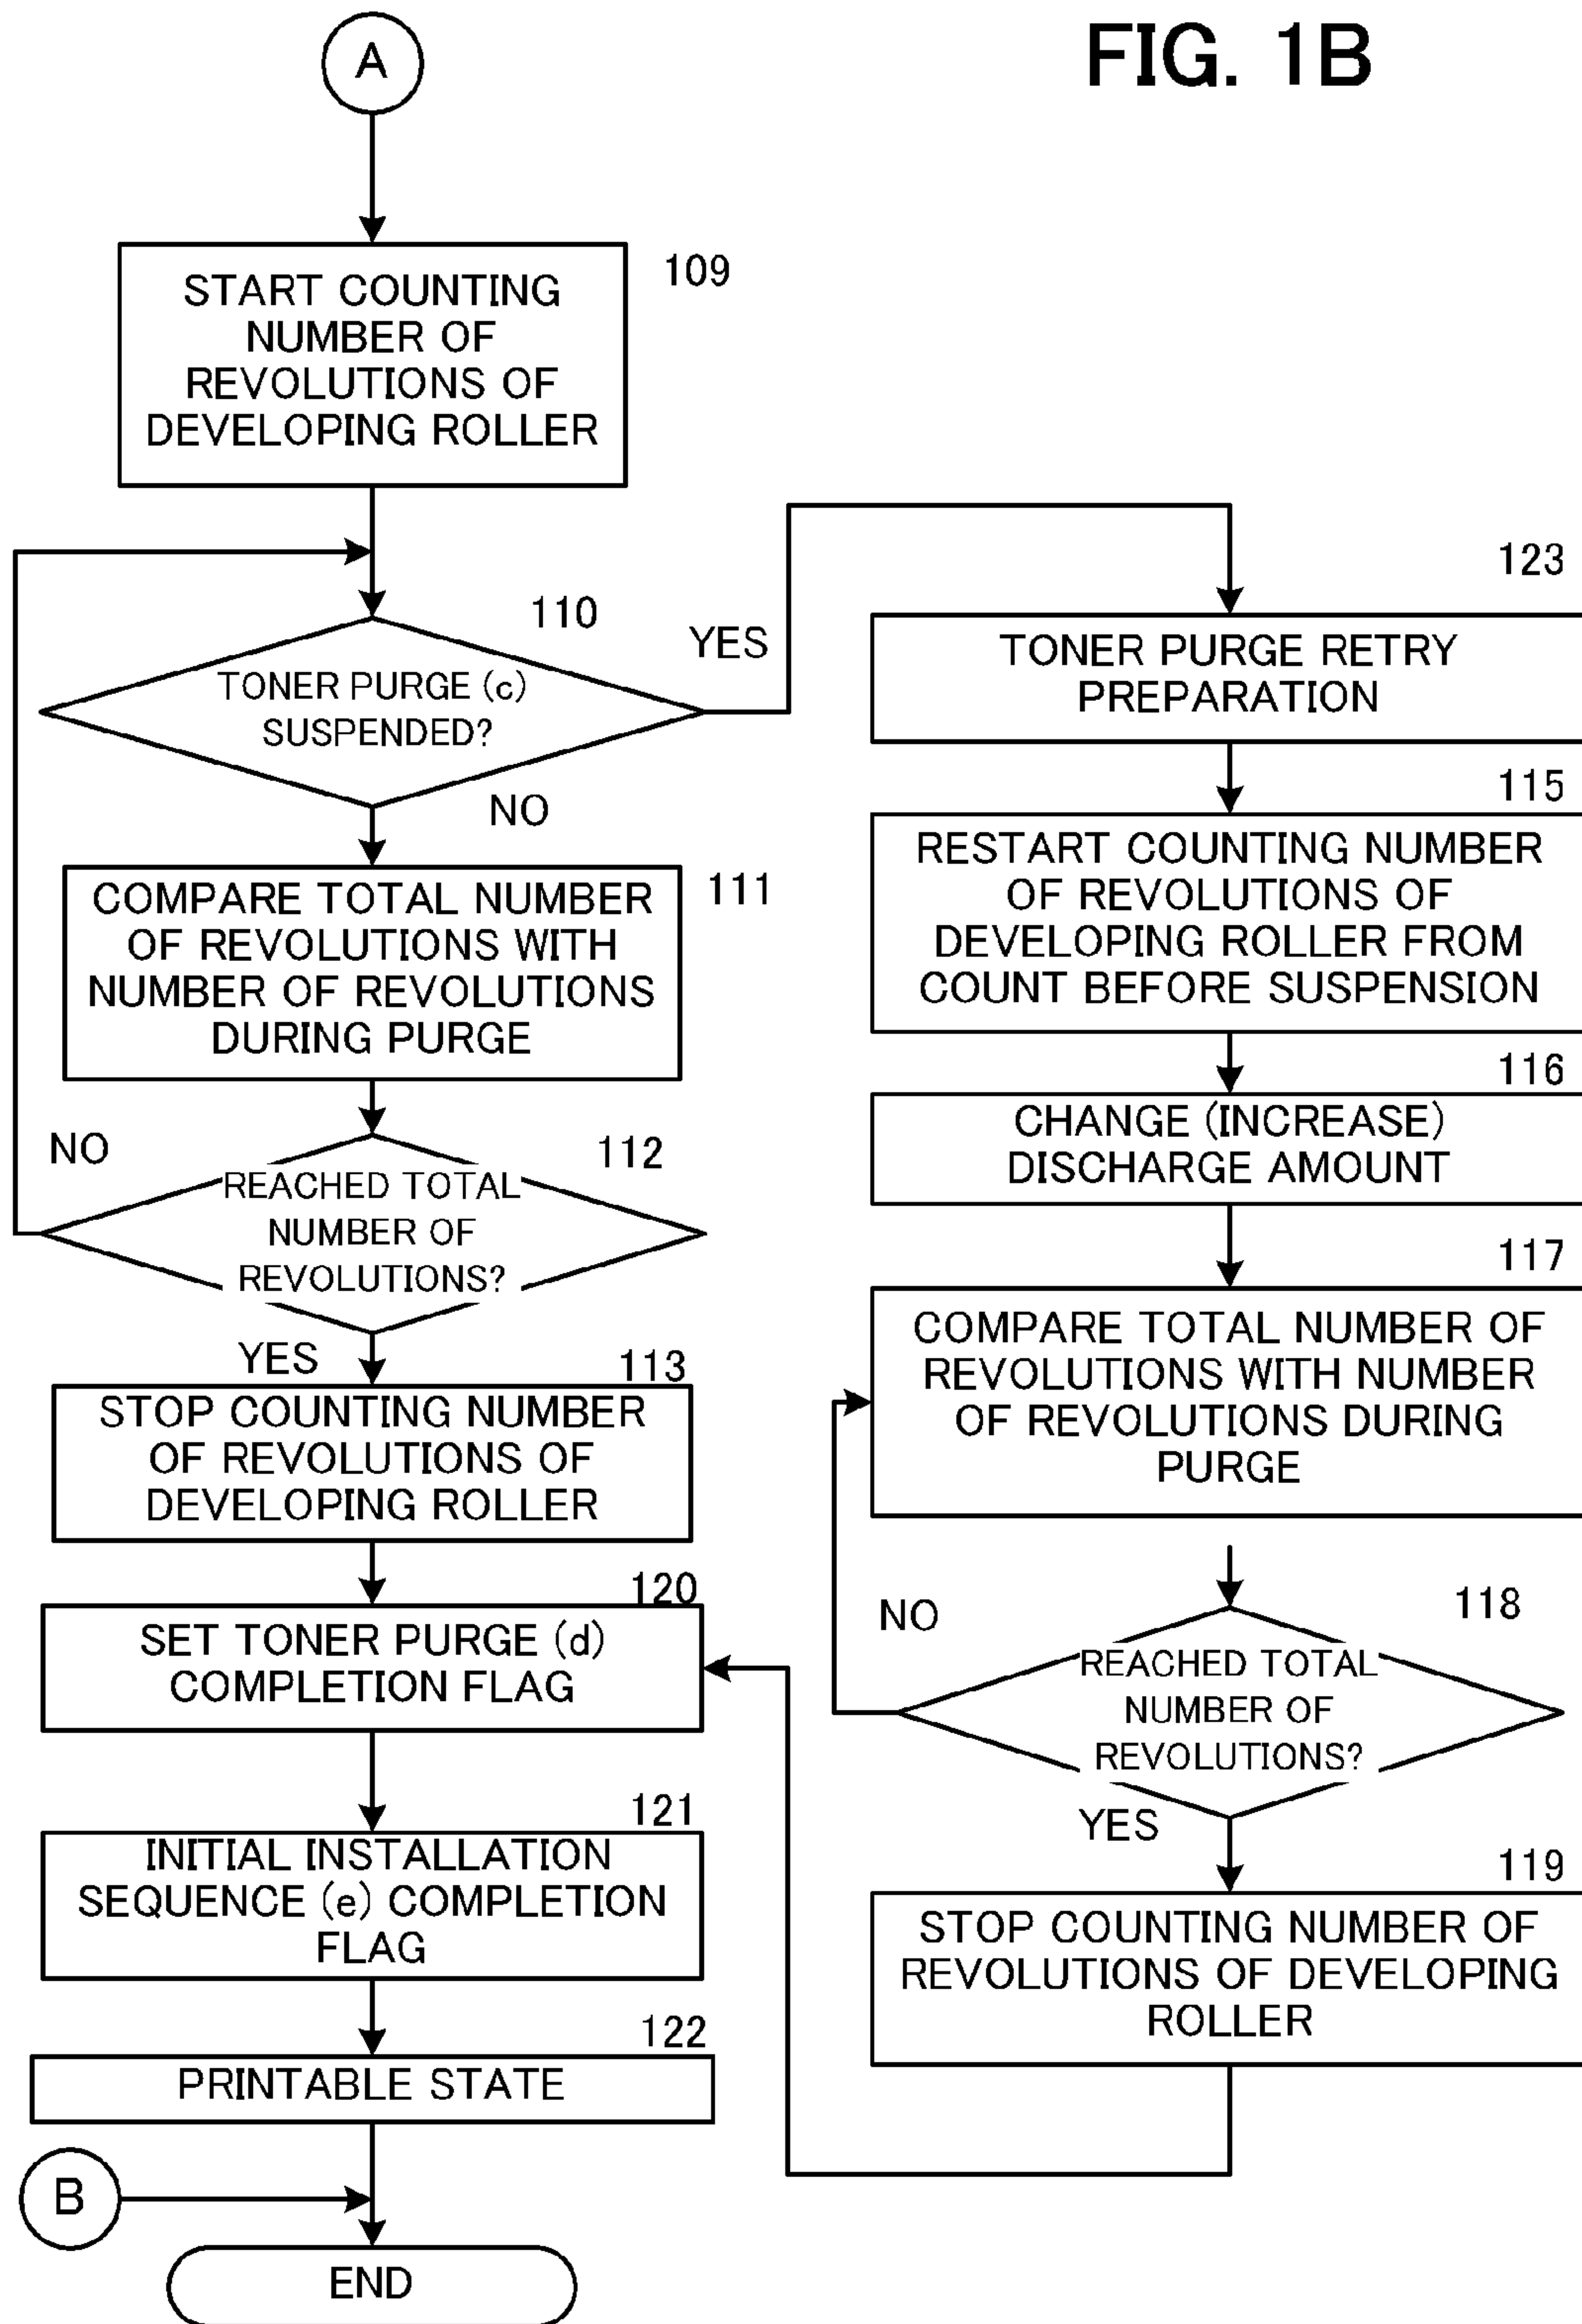 FIG. 1B
A
109
START COUNTING
NUMBER OF
REVOLUTIONS OF
DEVELOPING ROLLER
110
TONER PURGE (c)
SUSPENDED?
YES
NO
111
COMPARE TOTAL NUMBER
OF REVOLUTIONS WITH
NUMBER OF REVOLUTIONS
DURING PURGE
NO
112
REACHED TOTAL
NUMBER OF
REVOLUTIONS?
YES
113
STOP COUNTING NUMBER
OF REVOLUTIONS OF
DEVELOPING ROLLER
120
SET TONER PURGE (d)
COMPLETION FLAG
121
INITIAL INSTALLATION
SEQUENCE (e) COMPLETION
FLAG
122
PRINTABLE STATE
B
END
123
TONER PURGE RETRY
PREPARATION
115
RESTART COUNTING NUMBER
OF REVOLUTIONS OF
DEVELOPING ROLLER FROM
COUNT BEFORE SUSPENSION
116
CHANGE (INCREASE)
DISCHARGE AMOUNT
117
COMPARE TOTAL NUMBER OF
REVOLUTIONS WITH NUMBER
OF REVOLUTIONS DURING
PURGE
NO
118
REACHED TOTAL
NUMBER OF
REVOLUTIONS?
YES
119
STOP COUNTING NUMBER OF
REVOLUTIONS OF DEVELOPING
ROLLER